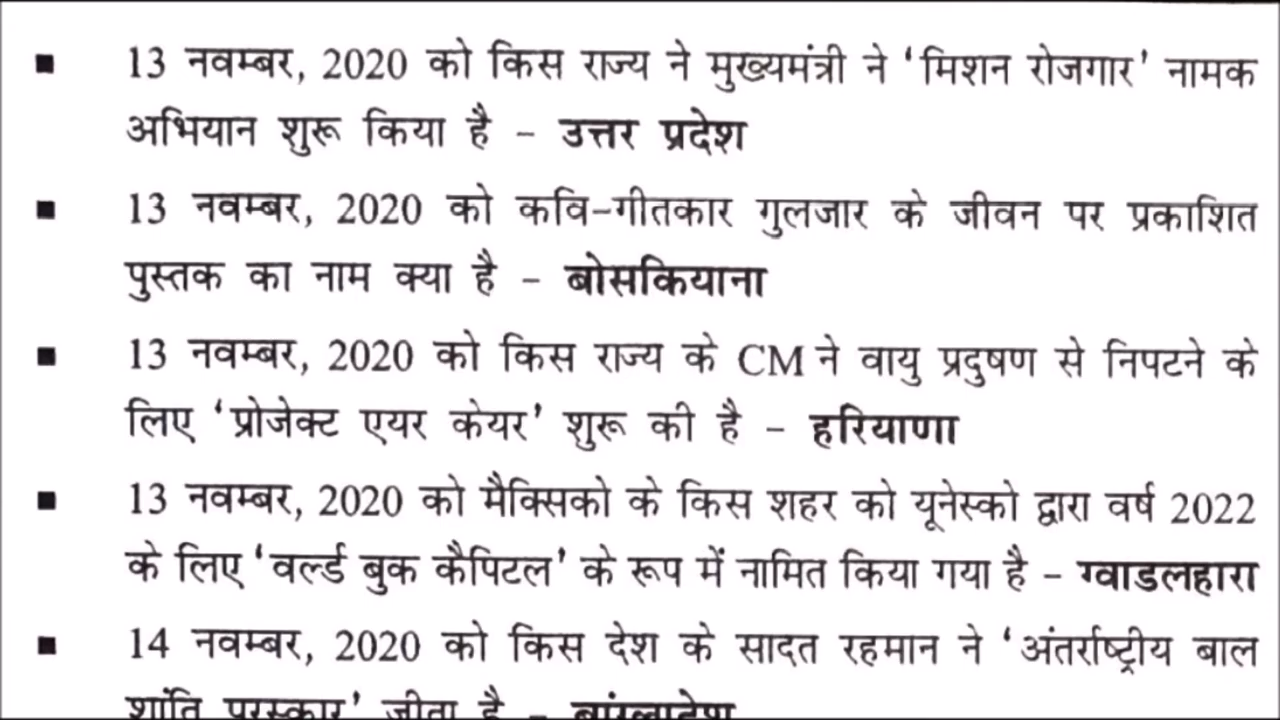 ▪ 13 नवम्बर, 2020 को किस राज्य ने मुख्यमंत्री ने ‘मिशन रोजगार’ नामक
अभियान शुरू किया है – उत्तर प्रदेश
▪ 13 नवम्बर, 2020 को कवि-गीतकार गुलजार के जीवन पर प्रकाशित
पुस्तक का नाम क्या है – बोसकियाना
▪ 13 नवम्बर, 2020 को किस राज्य के CM ने वायु प्रदुषण से निपटने के
लिए ‘प्रोजेक्ट एयर केयर’ शुरू की है – हरियाणा
▪ 13 नवम्बर, 2020 को मैक्सिको के किस शहर को यूनेस्को द्वारा वर्ष 2022
के लिए ‘वर्ल्ड बुक कैपिटल’ के रूप में नामित किया गया है – ग्वाडलहारा
▪ 14 नवम्बर, 2020 को किस देश के सादत रहमान ने ‘अंतर्राष्ट्रीय बाल
शांति पुरस्कार’ जीता है – बांग्लादेश